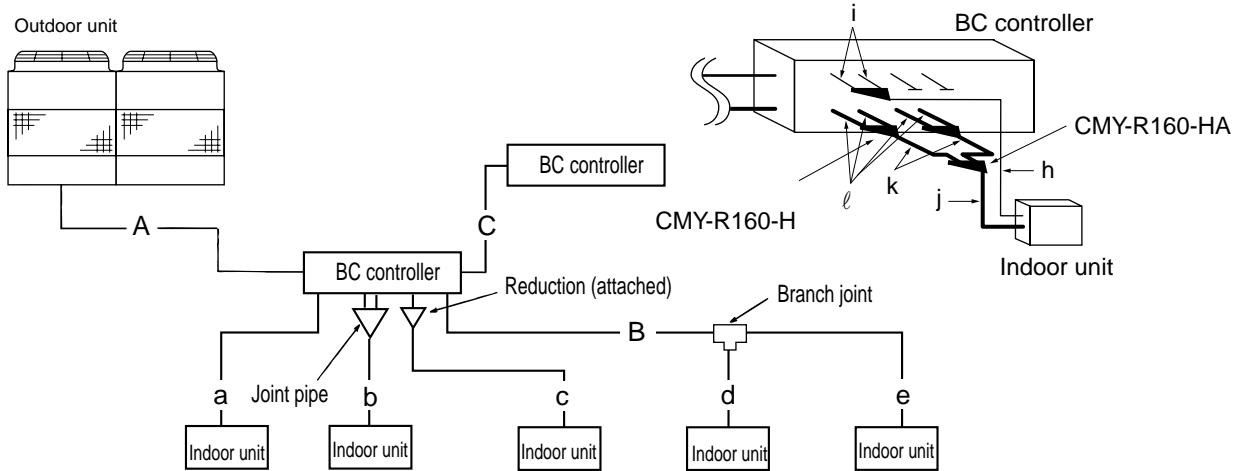 Outdoor unit
A
BC controller
C
BC controller
Reduction (attached)
Branch joint
B
Joint pipe
a
b
c
d
e
Indoor unit
Indoor unit
Indoor unit
Indoor unit
Indoor unit
i
BC controller
CMY-R160-HA
h
k
j
ℓ
CMY-R160-H
Indoor unit